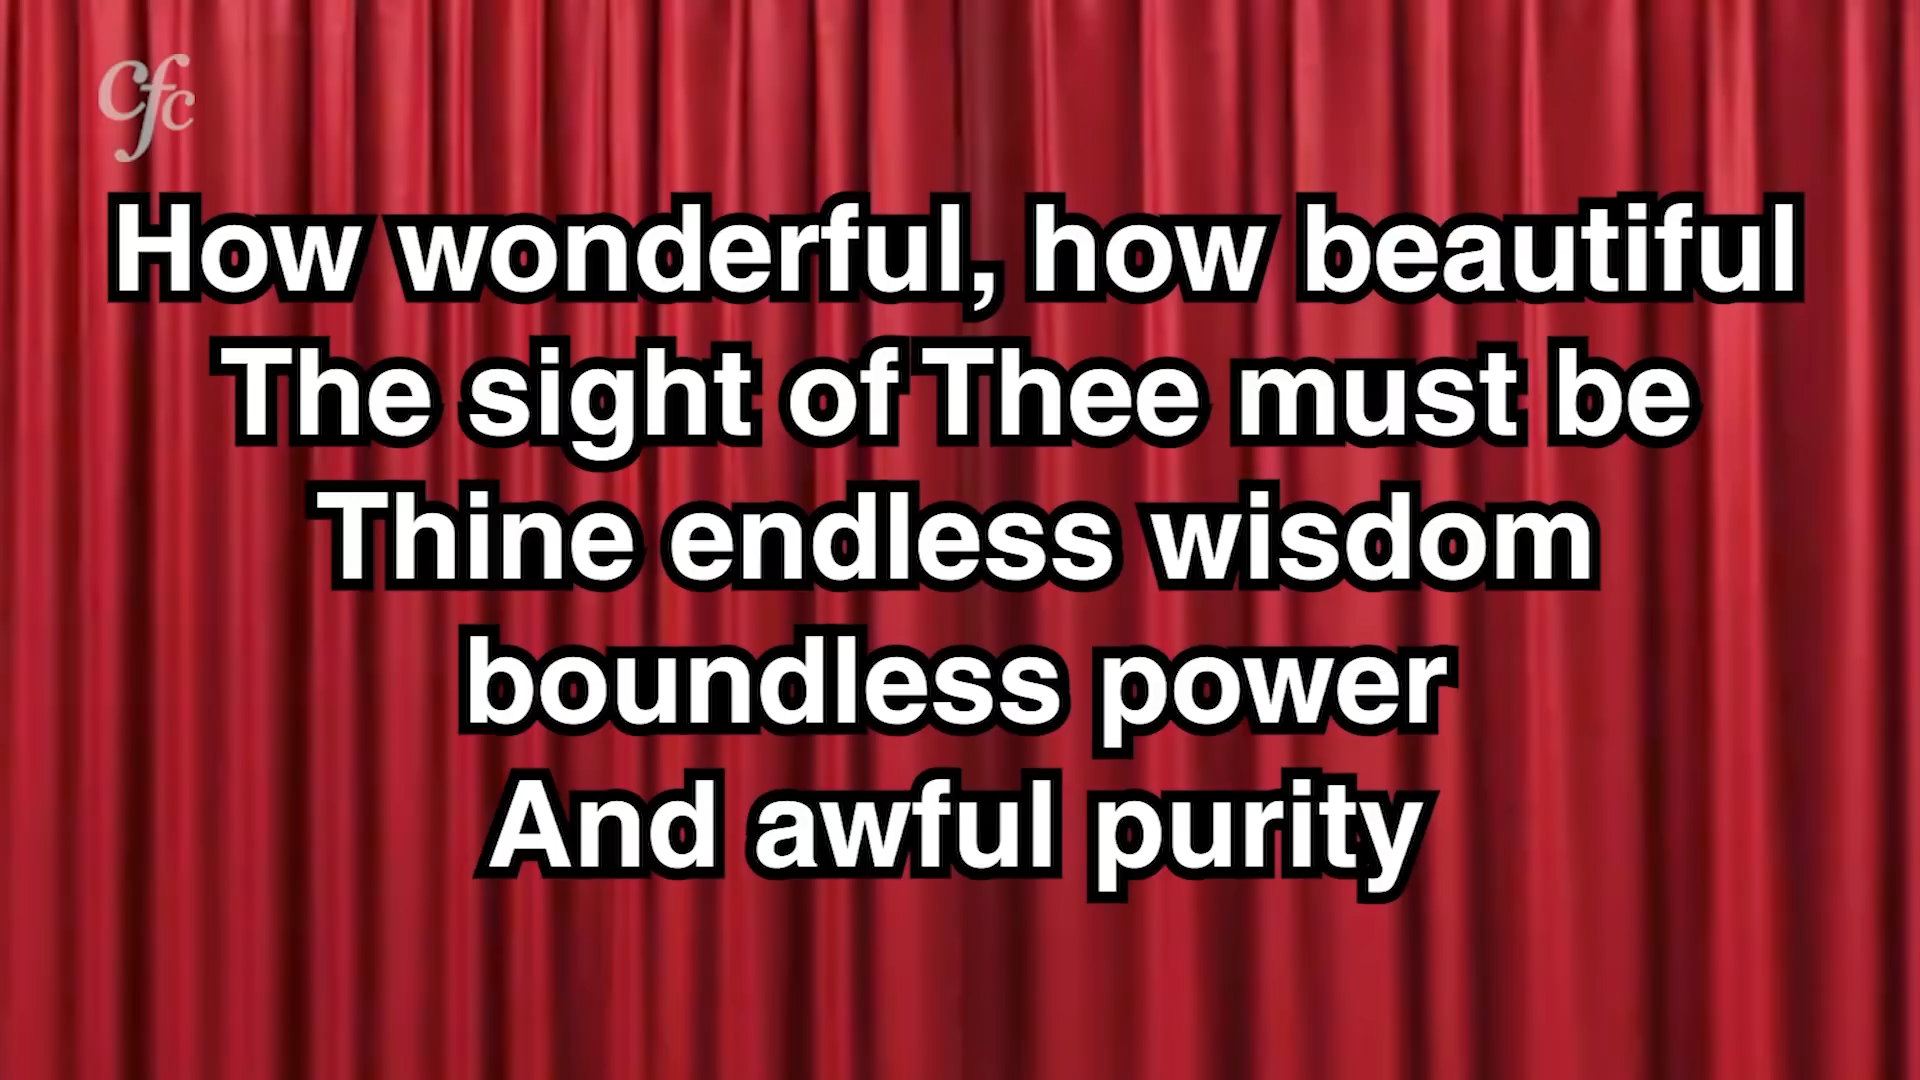 cfc
How wonderful, how beautiful
The sight of Thee must be
Thine endless wisdom
boundless power
And awful purity